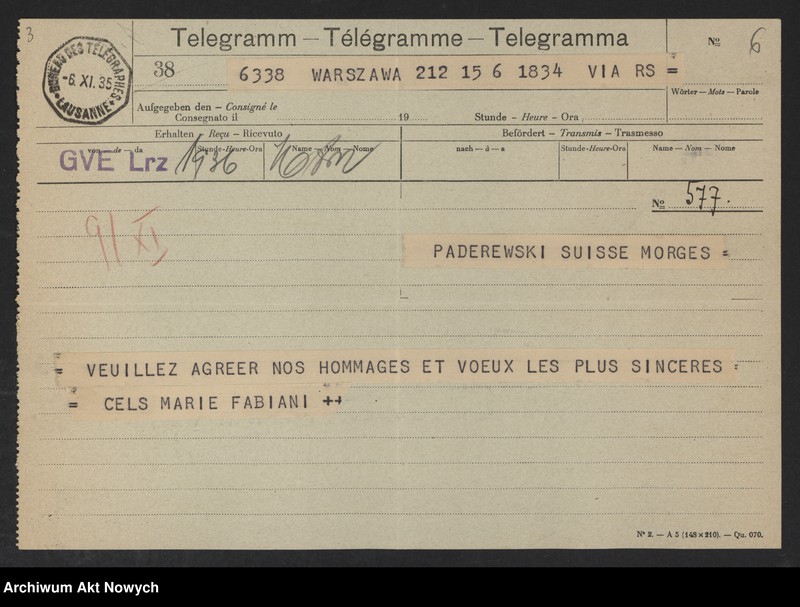 3
Telegramm — Télégramme — Telegramma
No 6
BUREAU DES TÉLÉGRAPHES
-6. XI. 35
* LAUSANNE *
38
6338 WARSZAWA 212 15 6 1834 VIA RS =
Wörter — Mots — Parole
Aufgegeben den - Consigné le
Consegnato il 19 Stunde - Heure - Ora
Erhalten - Reçu - Ricevuto
Befördert - Transmis - Trasmesso
von - de - da
Stunde-Heure-Ora
Name - Nom - Nome
nach - à - a
Stunde-Heure-Ora
Name - Nom - Nome
GVE Lrz 1936
No 577.
9/XI
PADEREWSKI SUISSE MORGES =
= VEUILLEZ AGREER NOS HOMMAGES ET VOEUX LES PLUS SINCERES =
= CELS MARIE FABIANI ++
No 2. — A 5 (148 × 210). — Qu. 070.
Archiwum Akt Nowych